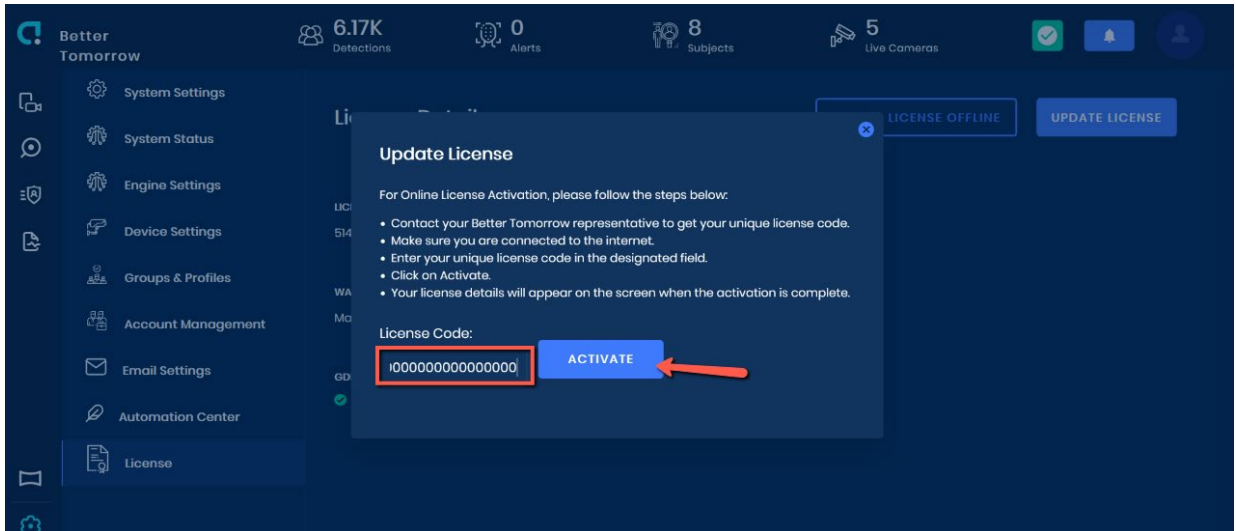 Better
Tomorrow
6.17K
Detections
0
Alerts
8
Subjects
5
Live Cameras
System Settings
System Status
Engine Settings
Device Settings
Groups & Profiles
Account Management
Email Settings
Automation Center
License
LICENSE OFFLINE
UPDATE LICENSE
Update License
For Online License Activation, please follow the steps below:
• Contact your Better Tomorrow representative to get your unique license code.
• Make sure you are connected to the internet.
• Enter your unique license code in the designated field.
• Click on Activate.
• Your license details will appear on the screen when the activation is complete.
License Code:
ACTIVATE
514